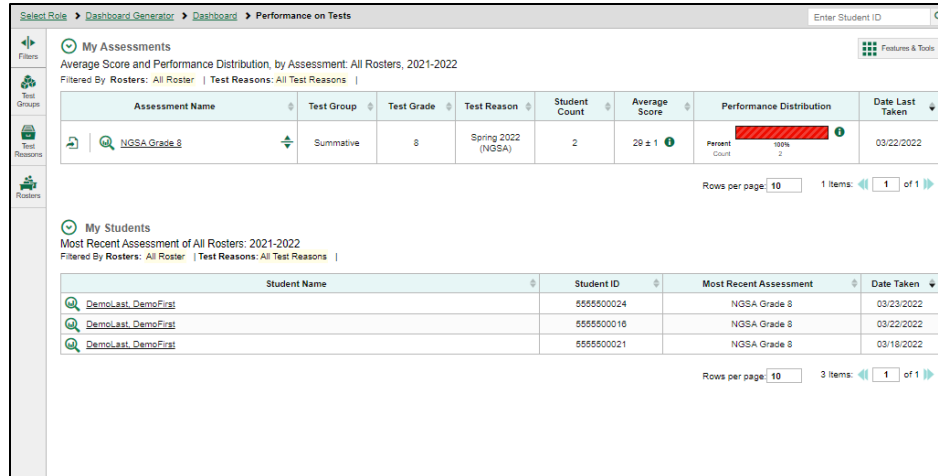 Select Role > Dashboard Generator > Dashboard > Performance on Tests
Enter Student ID
Filters
Test Groups
Test Reasons
Rosters
My Assessments
Features & Tools
Average Score and Performance Distribution, by Assessment: All Rosters, 2021-2022
Filtered By Rosters: All Roster | Test Reasons: All Test Reasons |
Assessment Name Test Group Test Grade Test Reason Student Count Average Score Performance Distribution Date Last Taken
NGSA Grade 8 Summative 8 Spring 2022 (NGSA) 2 29 ± 1 Percent 100% Count 2 03/22/2022
Rows per page: 10 1 Items: 1 of 1
My Students
Most Recent Assessment of All Rosters: 2021-2022
Filtered By Rosters: All Roster | Test Reasons: All Test Reasons |
Student Name Student ID Most Recent Assessment Date Taken
DemoLast, DemoFirst 5555500024 NGSA Grade 8 03/23/2022
DemoLast, DemoFirst 5555500016 NGSA Grade 8 03/22/2022
DemoLast, DemoFirst 5555500021 NGSA Grade 8 03/18/2022
Rows per page: 10 3 Items: 1 of 1